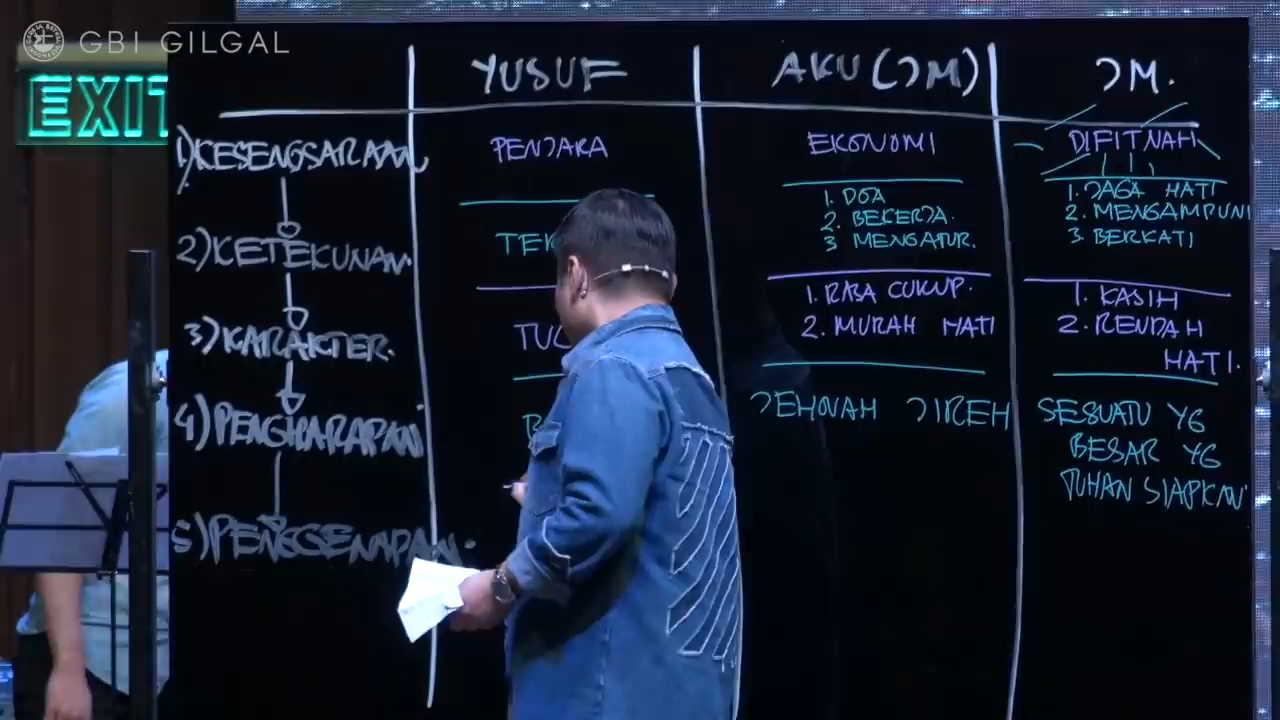 GBI GILGAL
EXIT
YUSUF
AKU (JM)
JM.
1) KESENGSARAAN
PENJARA
EKONOMI
DIFITNAH
1. DOA
2. BEKERJA.
3 MENGATUR.
1. JAGA HATI
2. MENGAMPUNI
3. BERKATI
2) KETEKUNAN
TEK
1. RASA CUKUP.
2. MURAH HATI
1. KASIH
2. RENDAH
HATI.
3) KARAKTER.
4) PENGHARAPAN
JEHOVAH JIREH
SESUATU YG
BESAR YG
TUHAN SIAPKAN
5) PENGGENAPAN.